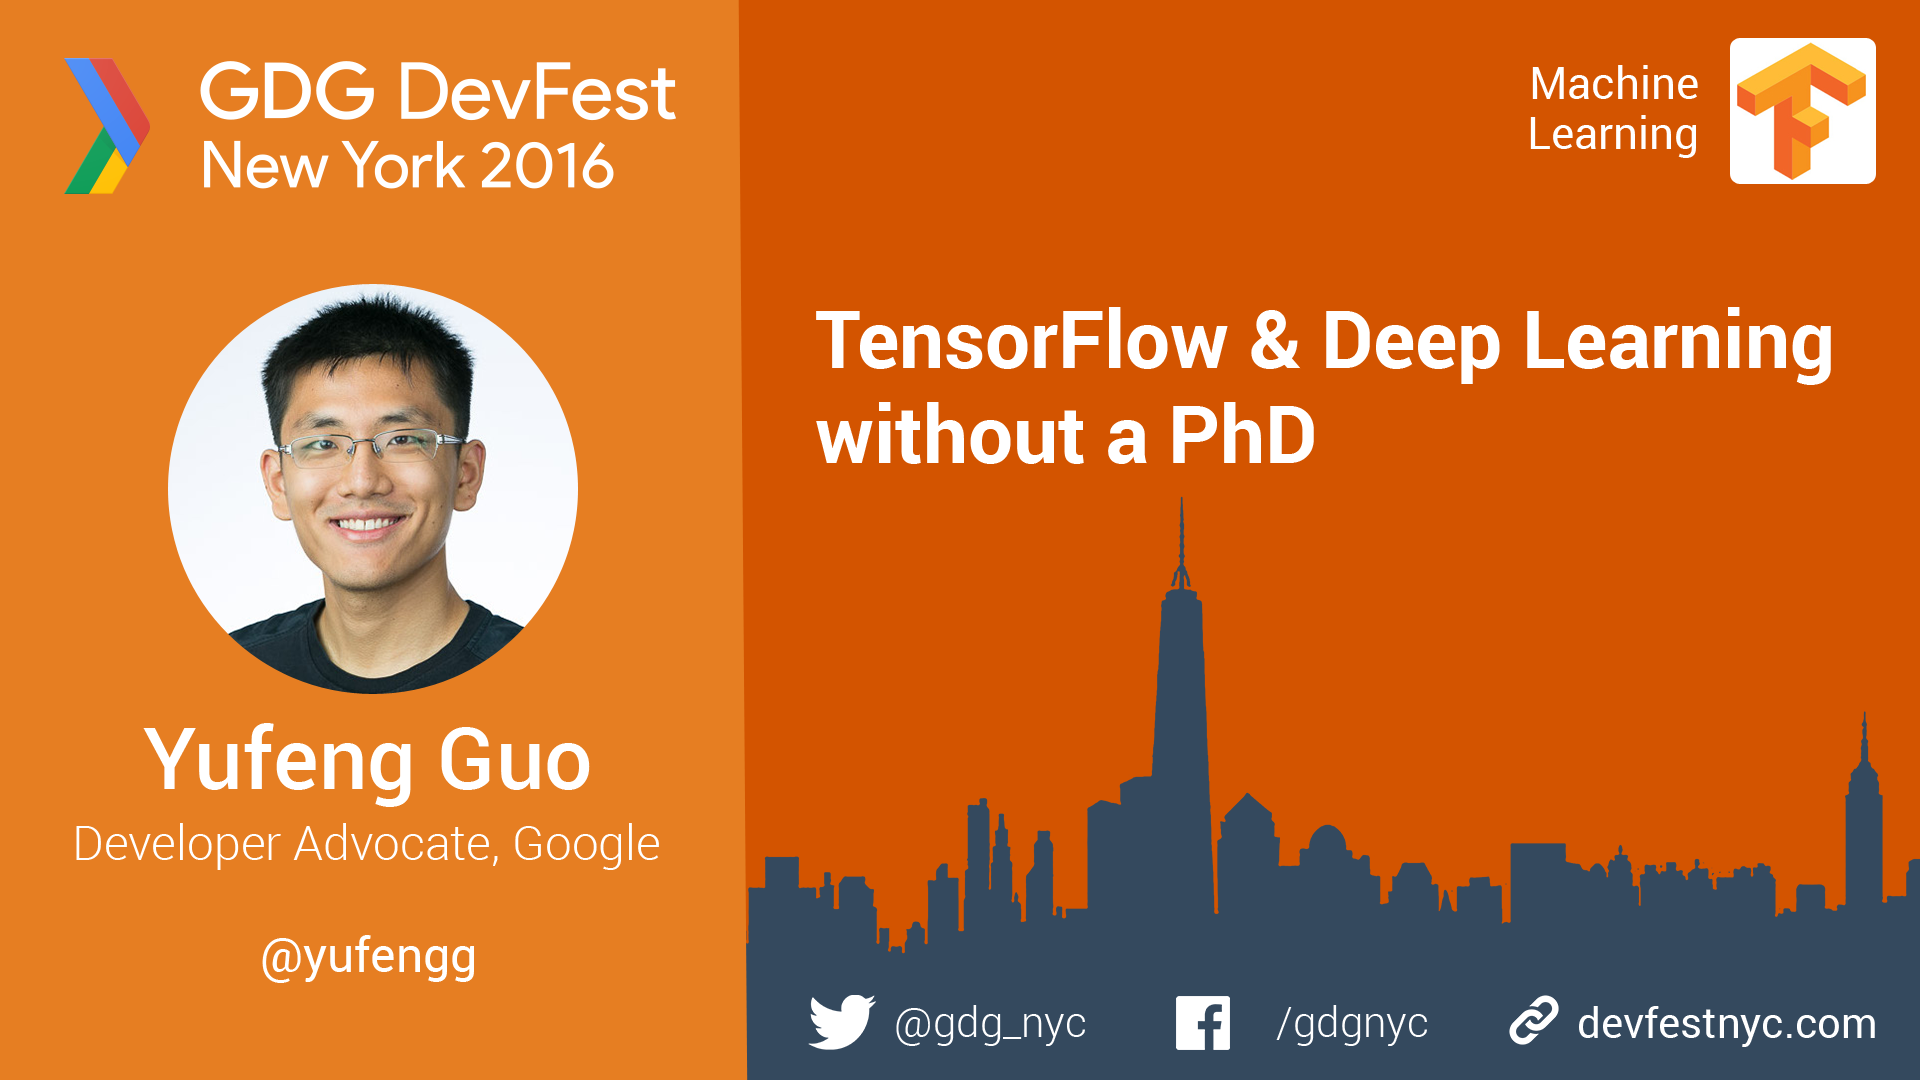 GDG DevFest
New York 2016
Yufeng Guo
Developer Advocate, Google
@yufengg
Machine
Learning
TensorFlow & Deep Learning
without a PhD
@gdg_nyc
/gdgnyc
devfestnyc.com